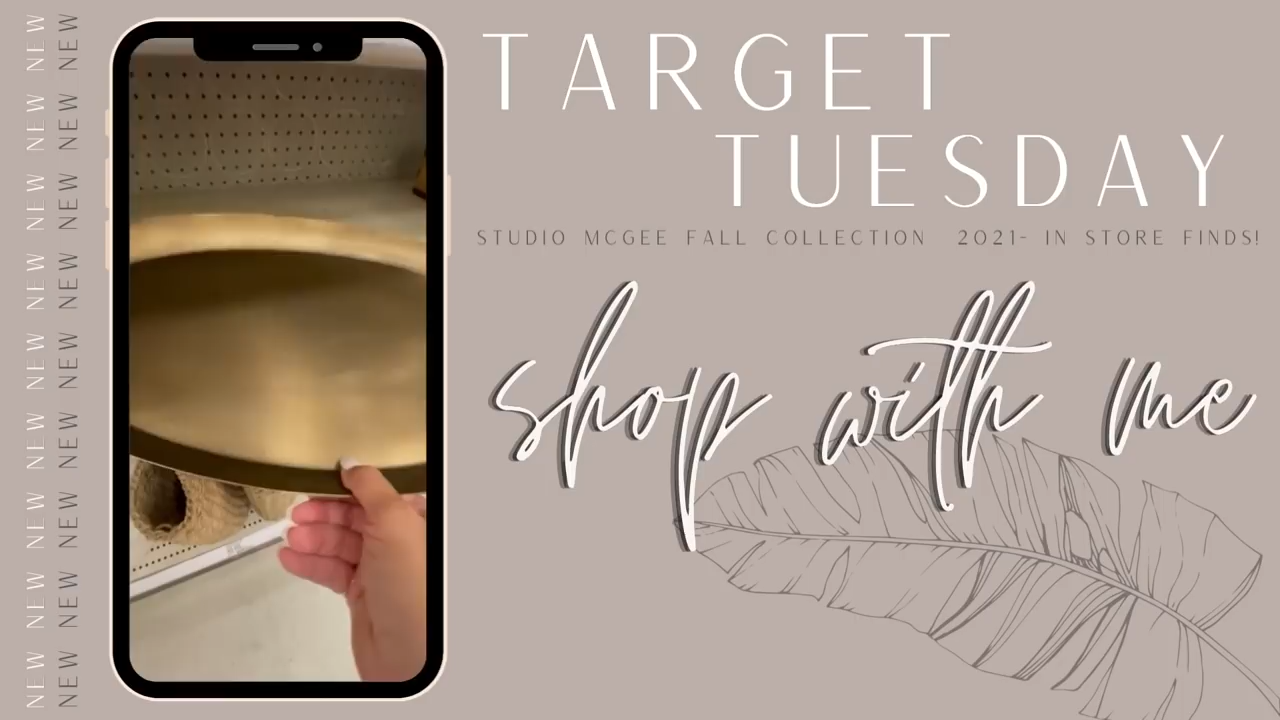 NEW NEW NEW NEW NEW NEW NEW NEW NEW
NEW NEW NEW NEW NEW NEW NEW NEW NEW
TARGET
TUESDAY
STUDIO MCGEE FALL COLLECTION 2021- IN STORE FINDS!
shop with me